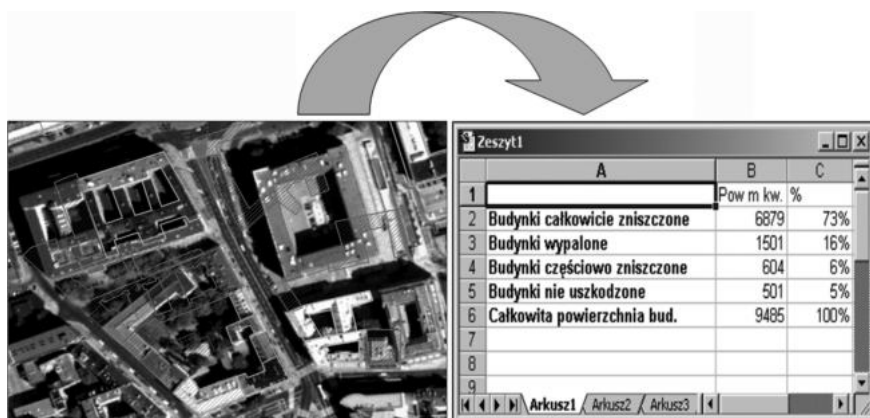 Zeszyt1
A B C
1 Pow m kw. %
2 Budynki całkowicie zniszczone 6879 73%
3 Budynki wypalone 1501 16%
4 Budynki częściowo zniszczone 604 6%
5 Budynki nie uszkodzone 501 5%
6 Całkowita powierzchnia bud. 9485 100%
7
8
9
Arkusz1 Arkusz2 Arkusz3